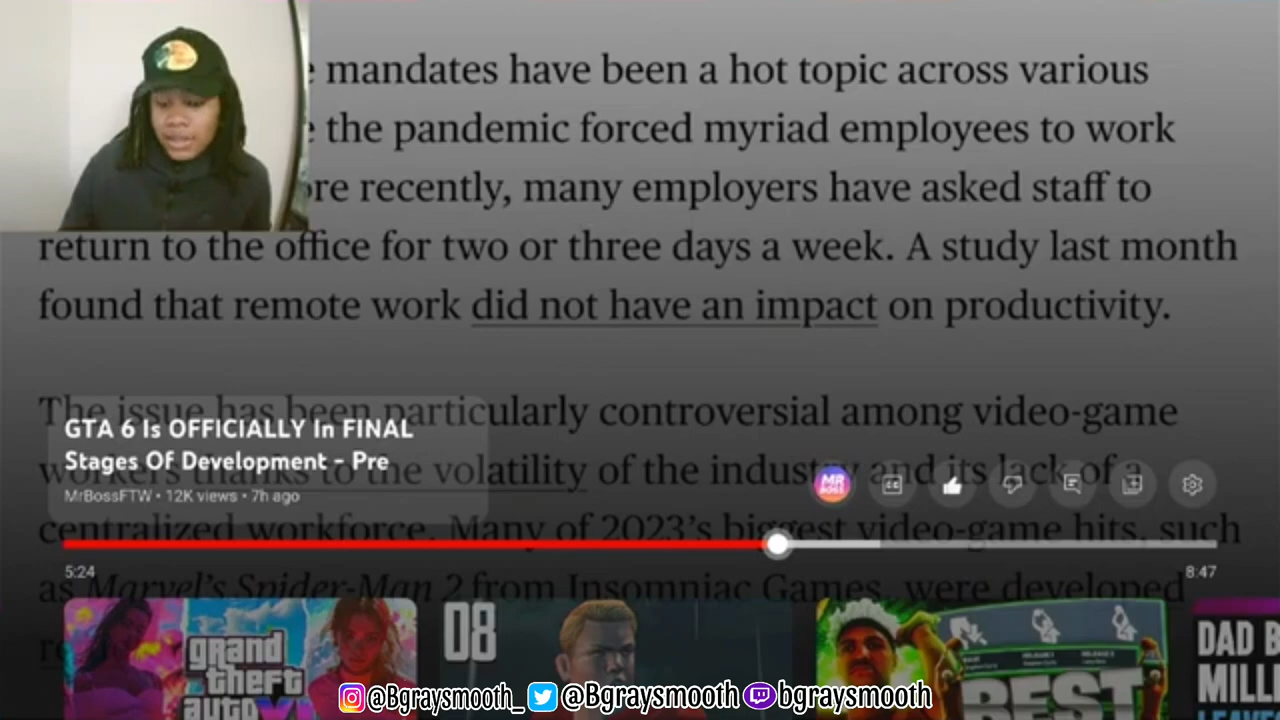 mandates have been a hot topic across various
the pandemic forced myriad employees to work
recently, many employers have asked staff to
return to the office for two or three days a week. A study last month
found that remote work did not have an impact on productivity.
The issue has been particularly controversial among video-game
workers thanks to the volatility of the industry and its lack of a
centralized workforce. Many of 2023's biggest video-game hits, such
as Marvel's Spider-Man 2 from Insomniac Games, were developed
GTA 6 Is OFFICIALLY In FINAL
Stages Of Development - Pre
MrBossFTW • 12K views • 7h ago
MR
BOSS
CC
5:24
8:47
grand
theft
auto VI
08
BEST
DAD B
MILL
@Bgraysmooth_ @Bgraysmooth bgraysmooth